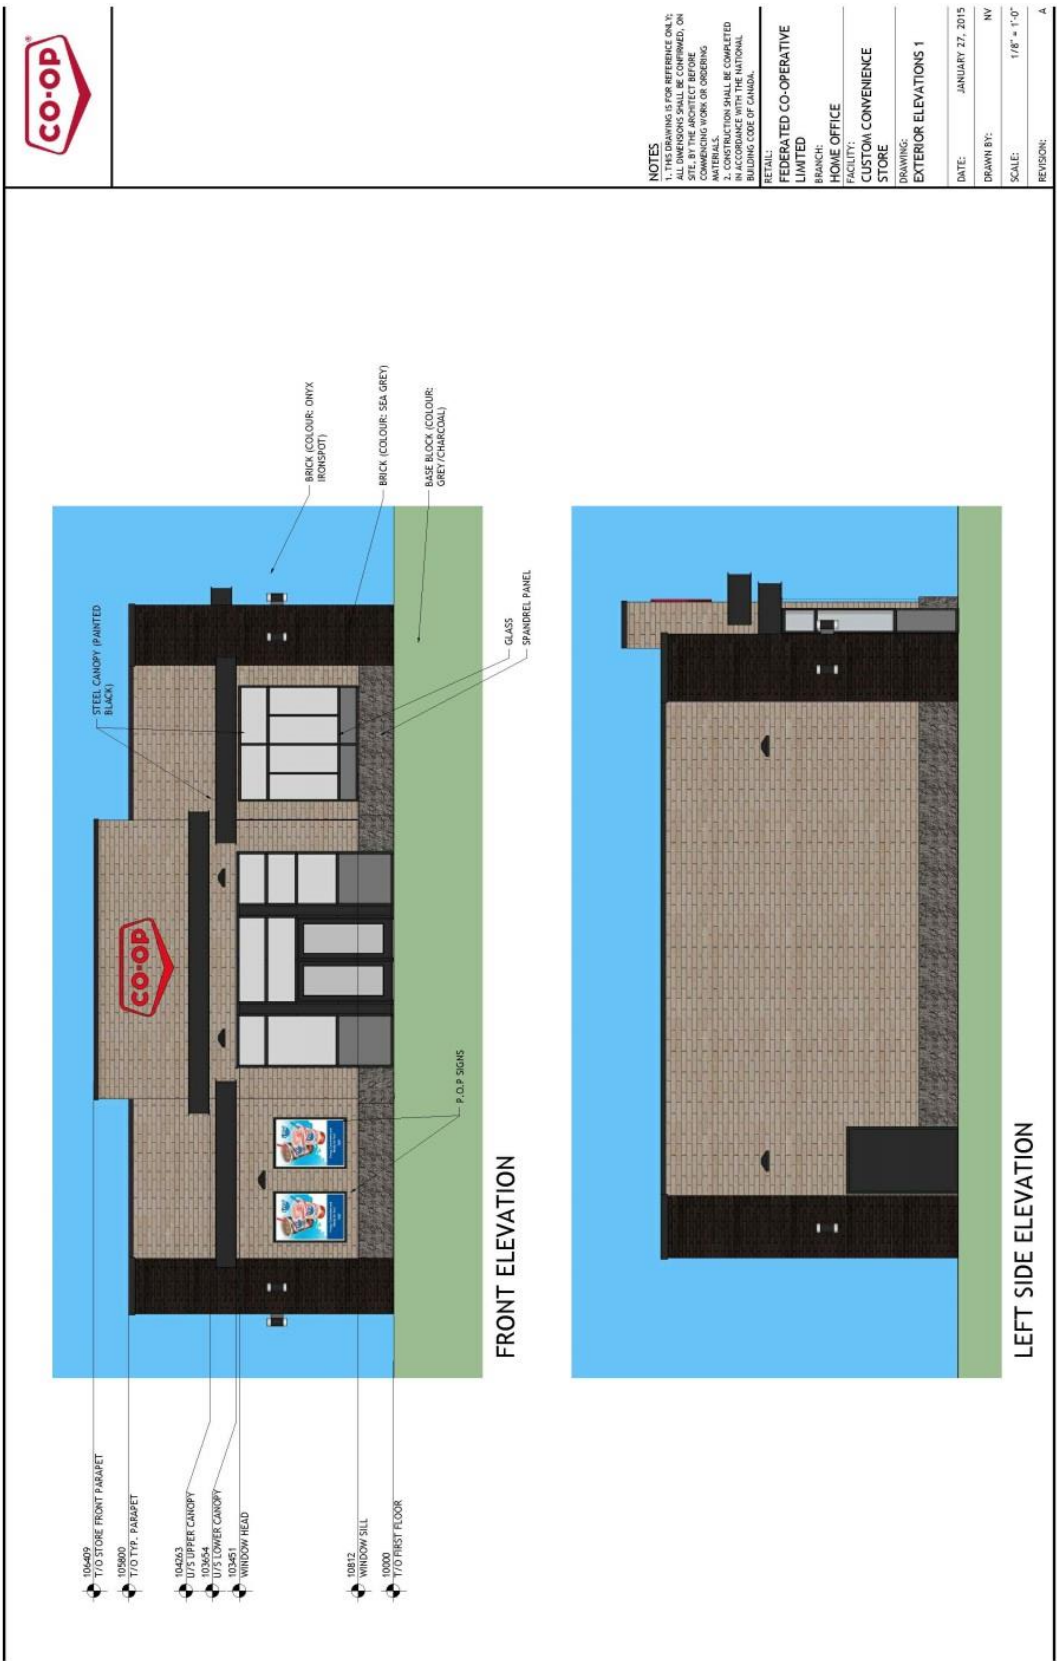 CO·OP®
NOTES
1. THIS DRAWING IS FOR REFERENCE ONLY;
ALL DIMENSIONS SHALL BE CONFIRMED, ON
SITE, BY THE ARCHITECT BEFORE
COMMENCING WORK OR ORDERING
MATERIALS.
2. CONSTRUCTION SHALL BE COMPLETED
IN ACCORDANCE WITH THE NATIONAL
BUILDING CODE OF CANADA.
RETAIL:
FEDERATED CO-OPERATIVE
LIMITED
BRANCH:
HOME OFFICE
FACILITY:
CUSTOM CONVENIENCE
STORE
DRAWING:
EXTERIOR ELEVATIONS 1
DATE: JANUARY 27, 2015
DRAWN BY: NV
SCALE: 1/8" = 1'-0"
REVISION: A
106409
T/O STORE FRONT PARAPET
105800
T/O TYP. PARAPET
104263
U/S UPPER CANOPY
103654
U/S LOWER CANOPY
103451
WINDOW HEAD
10812
WINDOW SILL
10000
T/O FIRST FLOOR
STEEL CANOPY (PAINTED
BLACK)
BRICK (COLOUR: ONYX
IRONSPOT)
BRICK (COLOUR: SEA GREY)
BASE BLOCK (COLOUR:
GREY/CHARCOAL)
GLASS
SPANDREL PANEL
P.O.P SIGNS
CO·OP
FRONT ELEVATION
LEFT SIDE ELEVATION